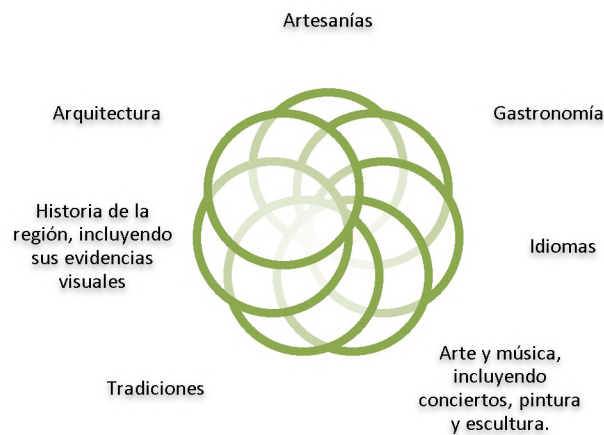 Artesanías
Gastronomía
Idiomas
Arte y música,
incluyendo
conciertos, pintura
y escultura.
Tradiciones
Historia de la
región, incluyendo
sus evidencias
visuales
Arquitectura